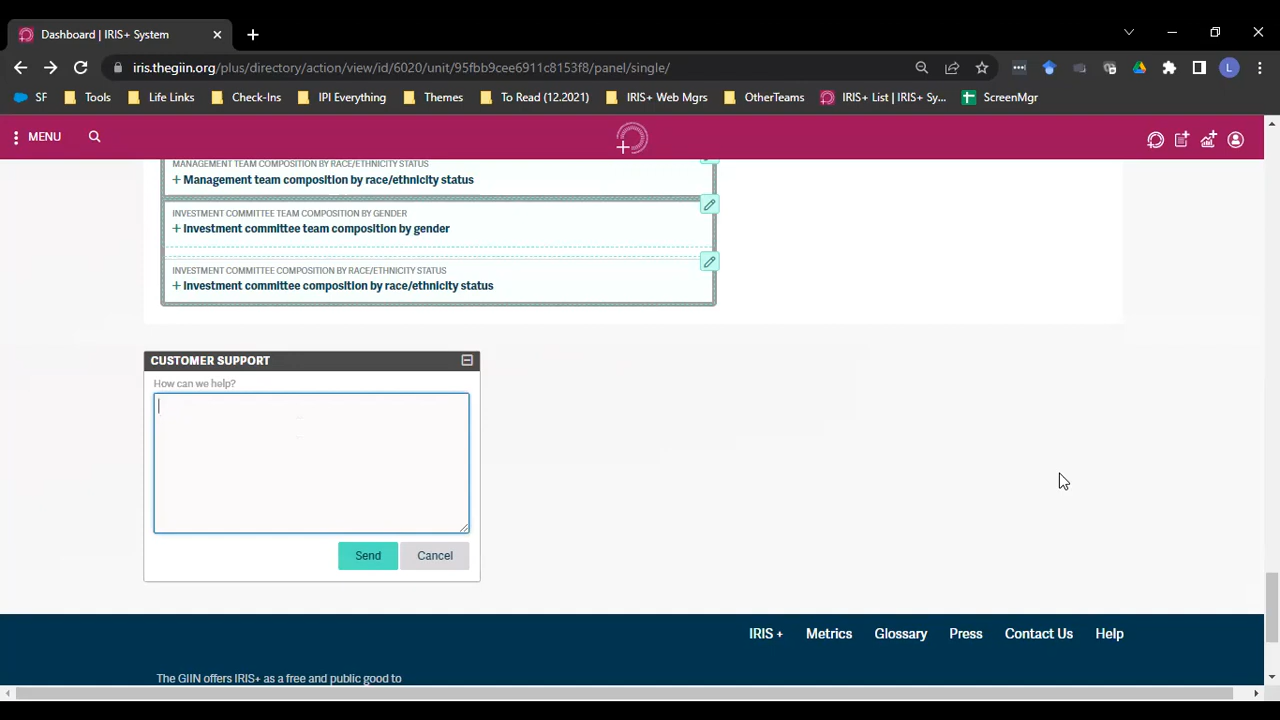 Dashboard | IRIS+ System
iris.thegiin.org/plus/directory/action/view/id/6020/unit/95fbb9cee6911c8153f8/panel/single/
L
SF Tools Life Links Check-Ins IPI Everything Themes To Read (12.2021) IRIS+ Web Mgrs OtherTeams IRIS+ List | IRIS+ Sy... ScreenMgr
MENU
MANAGEMENT TEAM COMPOSITION BY RACE/ETHNICITY STATUS
+ Management team composition by race/ethnicity status
INVESTMENT COMMITTEE TEAM COMPOSITION BY GENDER
+ Investment committee team composition by gender
INVESTMENT COMMITTEE COMPOSITION BY RACE/ETHNICITY STATUS
+ Investment committee composition by race/ethnicity status
CUSTOMER SUPPORT
How can we help?
Send Cancel
IRIS + Metrics Glossary Press Contact Us Help
The GIIN offers IRIS+ as a free and public good to